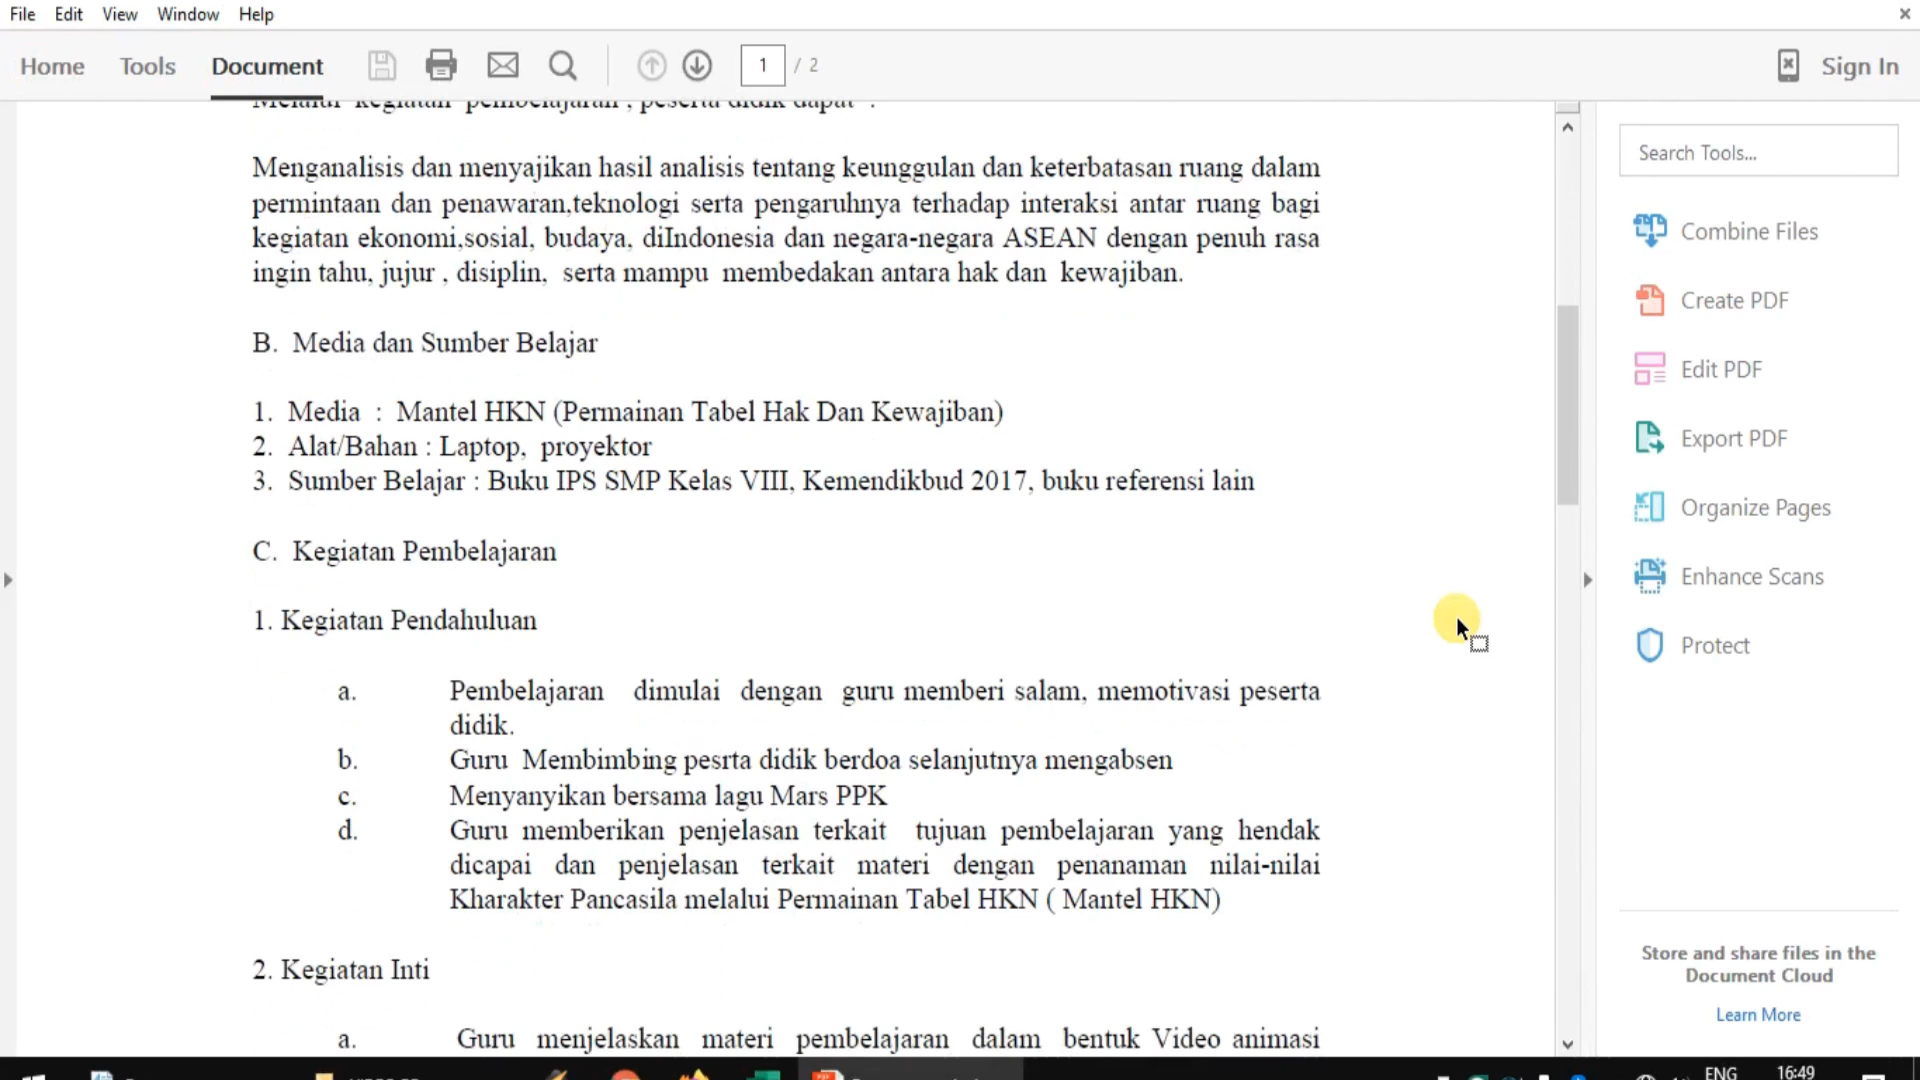 File Edit View Window Help
Home Tools Document 1 / 2 Sign In
Melalui kegiatan pembelajaran , peserta didik dapat :
Menganalisis dan menyajikan hasil analisis tentang keunggulan dan keterbatasan ruang dalam
permintaan dan penawaran,teknologi serta pengaruhnya terhadap interaksi antar ruang bagi
kegiatan ekonomi,sosial, budaya, diIndonesia dan negara-negara ASEAN dengan penuh rasa
ingin tahu, jujur , disiplin, serta mampu membedakan antara hak dan kewajiban.
B. Media dan Sumber Belajar
1. Media : Mantel HKN (Permainan Tabel Hak Dan Kewajiban)
2. Alat/Bahan : Laptop, proyektor
3. Sumber Belajar : Buku IPS SMP Kelas VIII, Kemendikbud 2017, buku referensi lain
C. Kegiatan Pembelajaran
1. Kegiatan Pendahuluan
a. Pembelajaran dimulai dengan guru memberi salam, memotivasi peserta
didik.
b. Guru Membimbing pesrta didik berdoa selanjutnya mengabsen
c. Menyanyikan bersama lagu Mars PPK
d. Guru memberikan penjelasan terkait tujuan pembelajaran yang hendak
dicapai dan penjelasan terkait materi dengan penanaman nilai-nilai
Kharakter Pancasila melalui Permainan Tabel HKN ( Mantel HKN)
2. Kegiatan Inti
a. Guru menjelaskan materi pembelajaran dalam bentuk Video animasi
Search Tools...
Combine Files
Create PDF
Edit PDF
Export PDF
Organize Pages
Enhance Scans
Protect
Store and share files in the
Document Cloud
Learn More
ENG 16:49